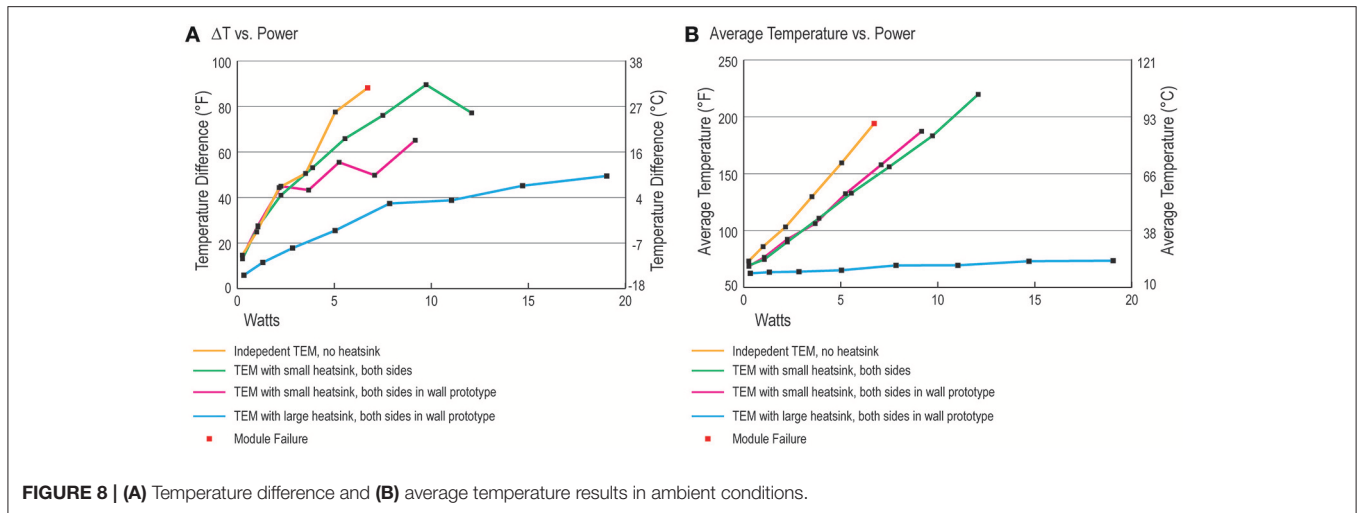 A ΔT vs. Power
100
80
60
40
20
0
Temperature Difference (°F)
38
27
16
4
-7
-18
Temperature Difference (°C)
0
5
10
15
20
Watts
Indepedent TEM, no heatsink
TEM with small heatsink, both sides
TEM with small heatsink, both sides in wall prototype
TEM with large heatsink, both sides in wall prototype
Module Failure
B Average Temperature vs. Power
250
200
150
100
50
Average Temperature (°F)
121
93
66
38
10
Average Temperature (°C)
0
5
10
15
20
Watts
Indepedent TEM, no heatsink
TEM with small heatsink, both sides
TEM with small heatsink, both sides in wall prototype
TEM with large heatsink, both sides in wall prototype
Module Failure
FIGURE 8 | (A) Temperature difference and (B) average temperature results in ambient conditions.